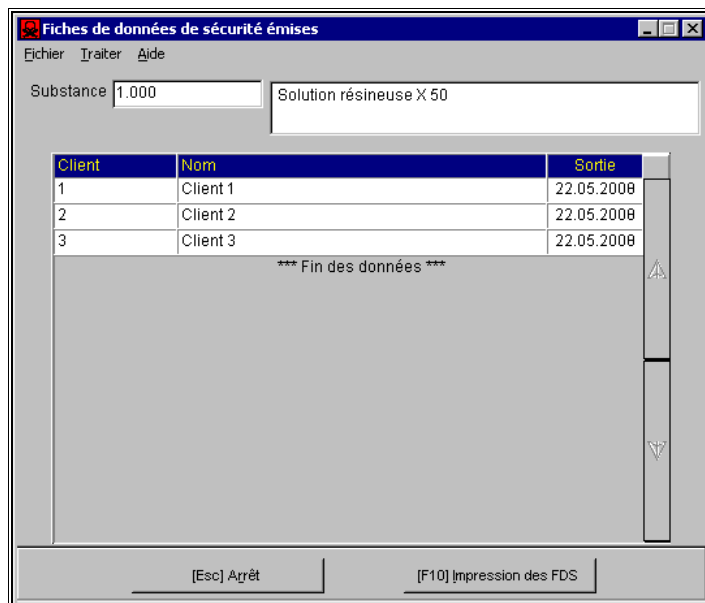 Fiches de données de sécurité émises
Fichier Traiter Aide
Substance 1.000 Solution résineuse X 50
Client Nom Sortie
1 Client 1 22.05.2008
2 Client 2 22.05.2008
3 Client 3 22.05.2008
*** Fin des données ***
[Esc] Arrêt [F10] Impression des FDS